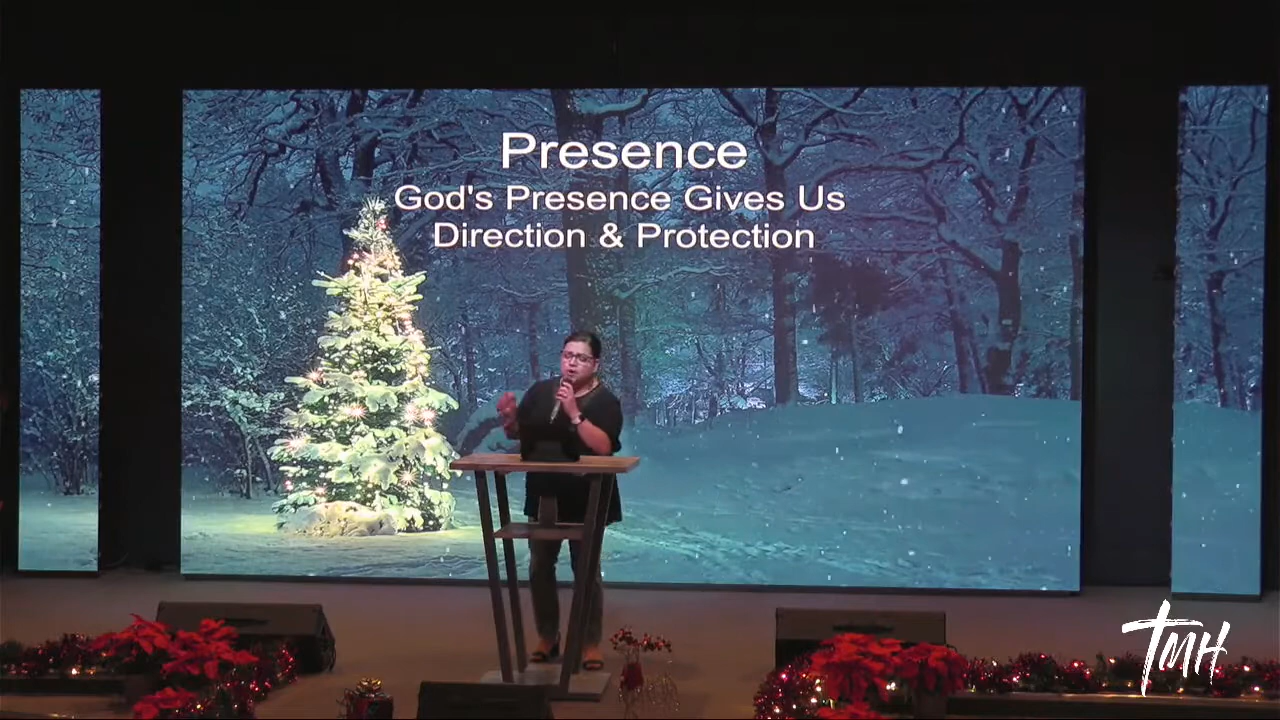 Presence
God's Presence Gives Us
Direction & Protection
TMH